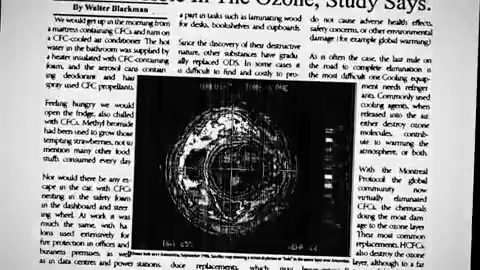 In The Ozone, Study Says.
By Walter Blackman
We would get up in the morning from
a mattress containing CFCs and turn on
a CFC-cooled air conditioner. The hot
water in the bathroom was supplied by
a heater insulated with CFC-containing
foam, and the aerosol cans contain-
ing deodorant and hair
spray used CFC propellants.
Feeling hungry we would
open the fridge, also chilled
with CFCs. Methyl bromide
had been used to grow those
tempting strawberries, not to
mention many other food
stuffs consumed every day
Nor would there be any es-
cape in the car, with CFCs
nesting in the safety foam
in the dashboard and steer-
ing wheel. At work it was
much the same, with ha-
lons used extensively for
fire protection in offices and
business premises, as well
as in data centres and power stations.
a part in tasks such as laminating wood
for desks, bookshelves and cupboards.
Since the discovery of their destructive
nature, other substances have gradu-
ally replaced ODS. In some cases it
is difficult to find and costly to pro-
duce replacements, which may
do not cause adverse health effects,
safety concerns, or other environmental
damage (for example global warming)
As is often the case, the last mile on
the road to complete elimination is
the most difficult one Cooling equip-
ment needs refriger
ants. Commonly used
cooling agents, when
released into the air,
either destroy ozone
molecules, contrib-
ute to warming the
atmosphere, or both.
With the Montreal
Protocol the global
community now
virtually eliminated
CFCs, the chemicals
doing the most dam-
age to the ozone layer
Their most common
replacements, HCFCs
also destroy the ozone
layer, although to a far